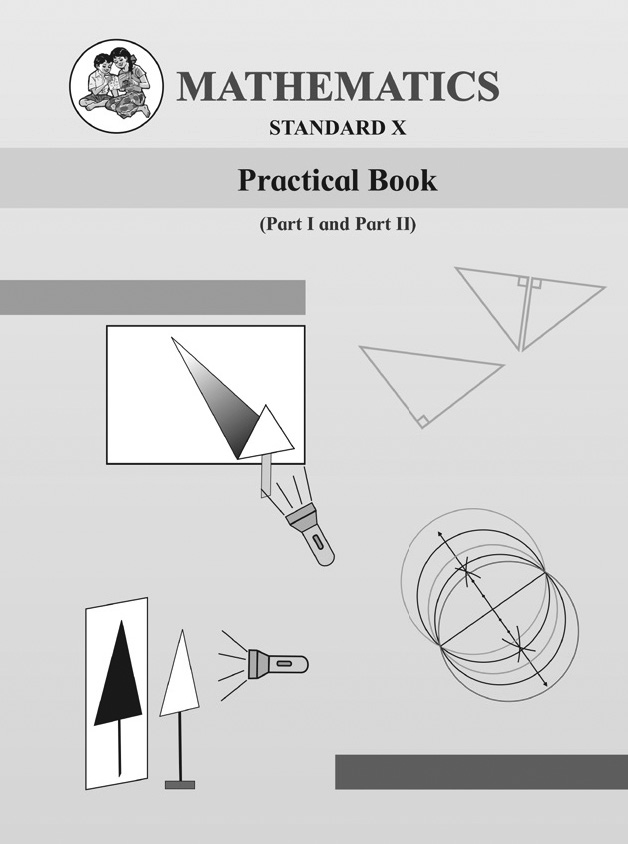 MATHEMATICS
STANDARD X
Practical Book
(Part I and Part II)